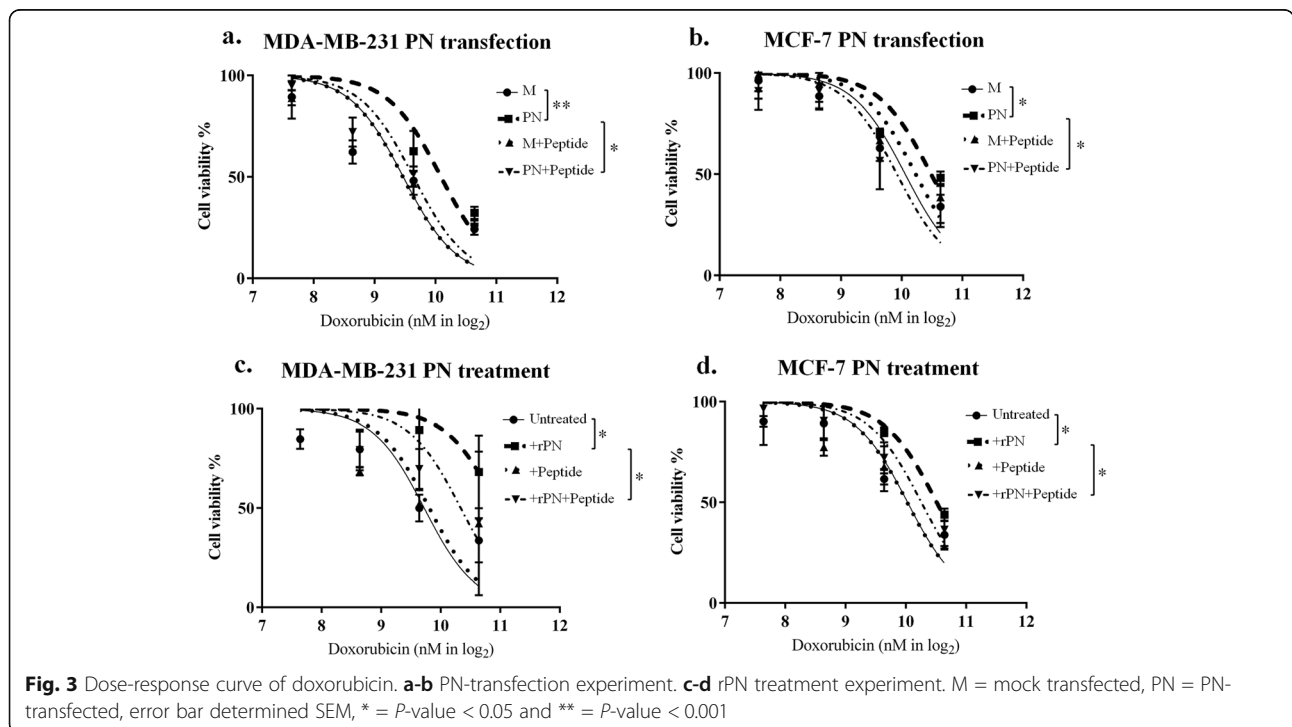 a. MDA-MB-231 PN transfection
Cell viability %
100
50
0
7 8 9 10 11 12
Doxorubicin (nM in log2)
M
PN
M+Peptide
PN+Peptide
**
*
b. MCF-7 PN transfection
Cell viability %
100
50
0
7 8 9 10 11 12
Doxorubicin (nM in log2)
M
PN
M+Peptide
PN+Peptide
*
*
c. MDA-MB-231 PN treatment
Cell viability %
100
50
0
7 8 9 10 11 12
Doxorubicin (nM in log2)
Untreated
+rPN
+Peptide
+rPN+Peptide
*
*
d. MCF-7 PN treatment
Cell viability %
100
50
0
7 8 9 10 11 12
Doxorubicin (nM in log2)
Untreated
+rPN
+Peptide
+rPN+Peptide
*
*
Fig. 3 Dose-response curve of doxorubicin. a-b PN-transfection experiment. c-d rPN treatment experiment. M = mock transfected, PN = PN-
transfected, error bar determined SEM, * = P-value < 0.05 and ** = P-value < 0.001